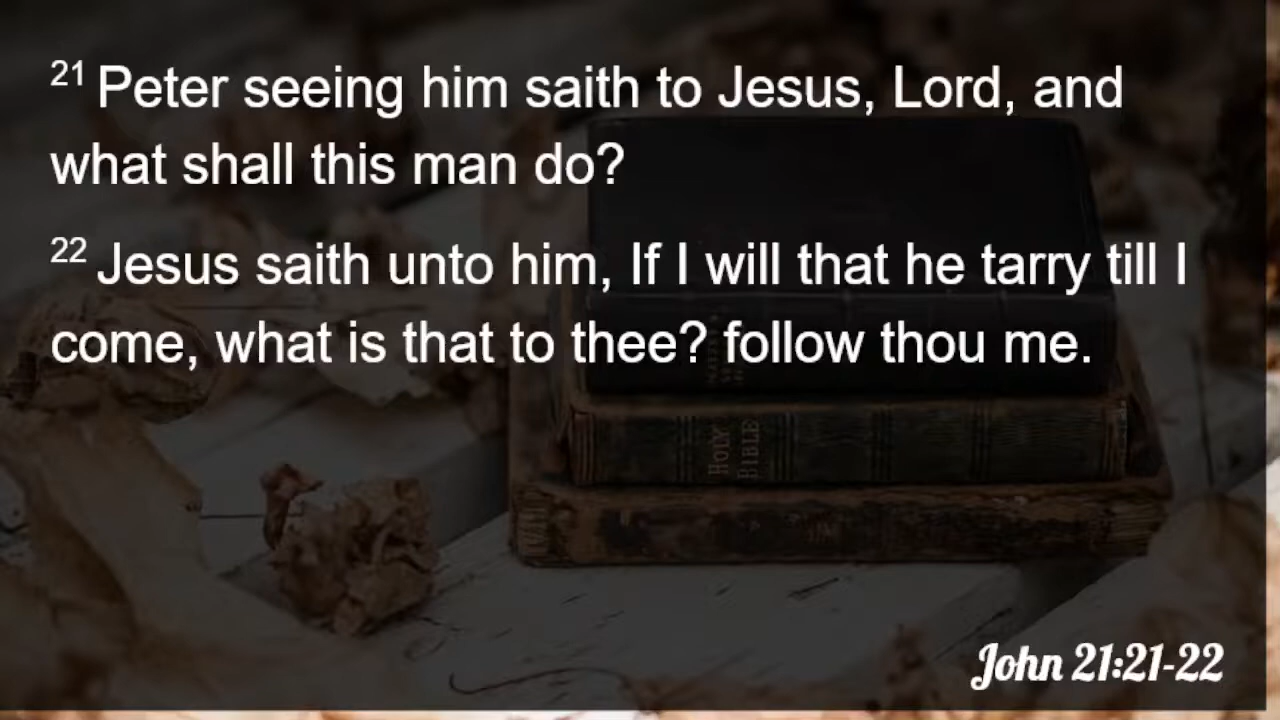 21 Peter seeing him saith to Jesus, Lord, and
what shall this man do?
22 Jesus saith unto him, If I will that he tarry till I
come, what is that to thee? follow thou me.
HOLY
BIBLE
John 21:21-22